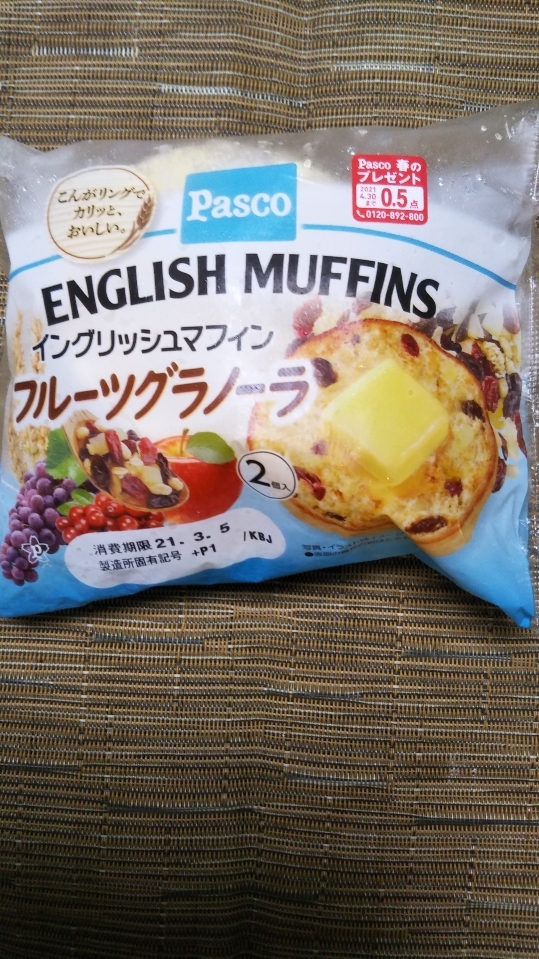 こんがリングで
カリッと、
おいしい。
Pasco
Pasco 春の
プレゼント
2021
4.30
まで
0.5点
0120-892-800
ENGLISH MUFFINS
イングリッシュマフィン
フルーツグラノーラ
2個入
消費期限 21. 3. 5
製造所固有記号 +P1 /KBJ